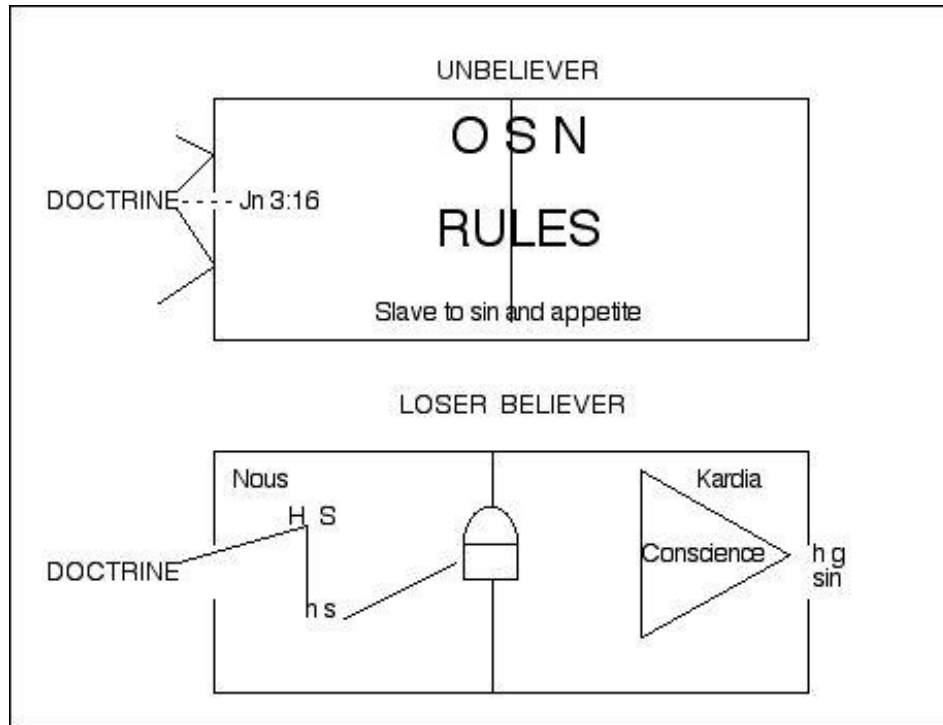 UNBELIEVER
O S N
DOCTRINE
Jn 3:16
RULES
Slave to sin and appetite
LOSER BELIEVER
Nous
Kardia
H S
Conscience
h g
sin
DOCTRINE
h s